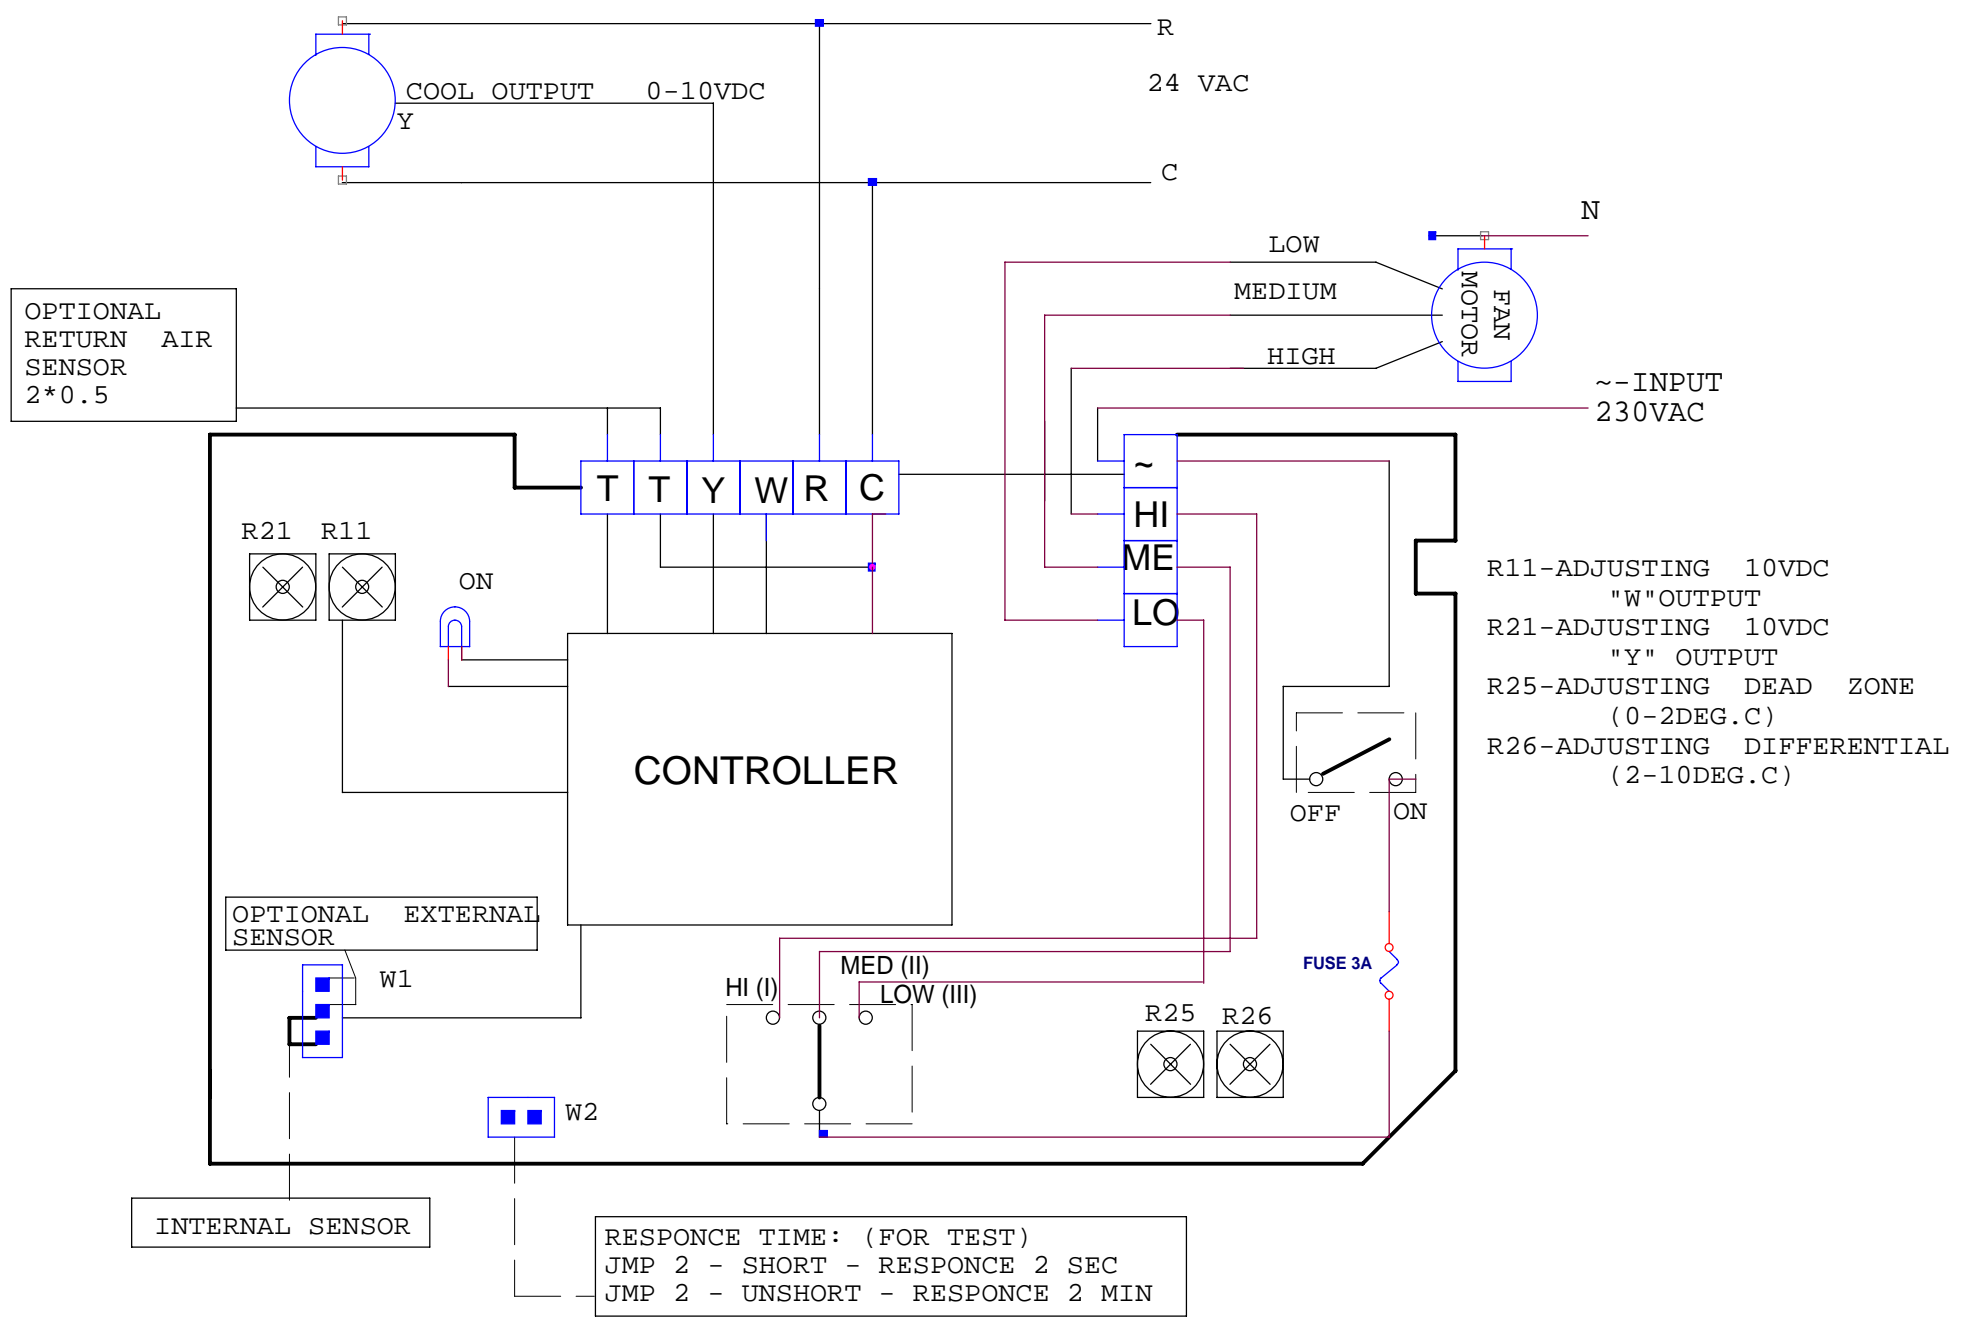 R
24 VAC
COOL OUTPUT 0-10VDC
Y
C
N
LOW
MEDIUM
HIGH
FAN
MOTOR
~-INPUT
230VAC
OPTIONAL
RETURN AIR
SENSOR
2*0.5
T T Y W R C
~
HI
ME
LO
R21 R11
ON
R11-ADJUSTING 10VDC
"W"OUTPUT
R21-ADJUSTING 10VDC
"Y" OUTPUT
R25-ADJUSTING DEAD ZONE
(0-2DEG.C)
R26-ADJUSTING DIFFERENTIAL
(2-10DEG.C)
CONTROLLER
OFF ON
OPTIONAL EXTERNAL
SENSOR
W1
FUSE 3A
HI (I)
MED (II)
LOW (III)
R25 R26
W2
INTERNAL SENSOR
RESPONCE TIME: (FOR TEST)
JMP 2 - SHORT - RESPONCE 2 SEC
JMP 2 - UNSHORT - RESPONCE 2 MIN